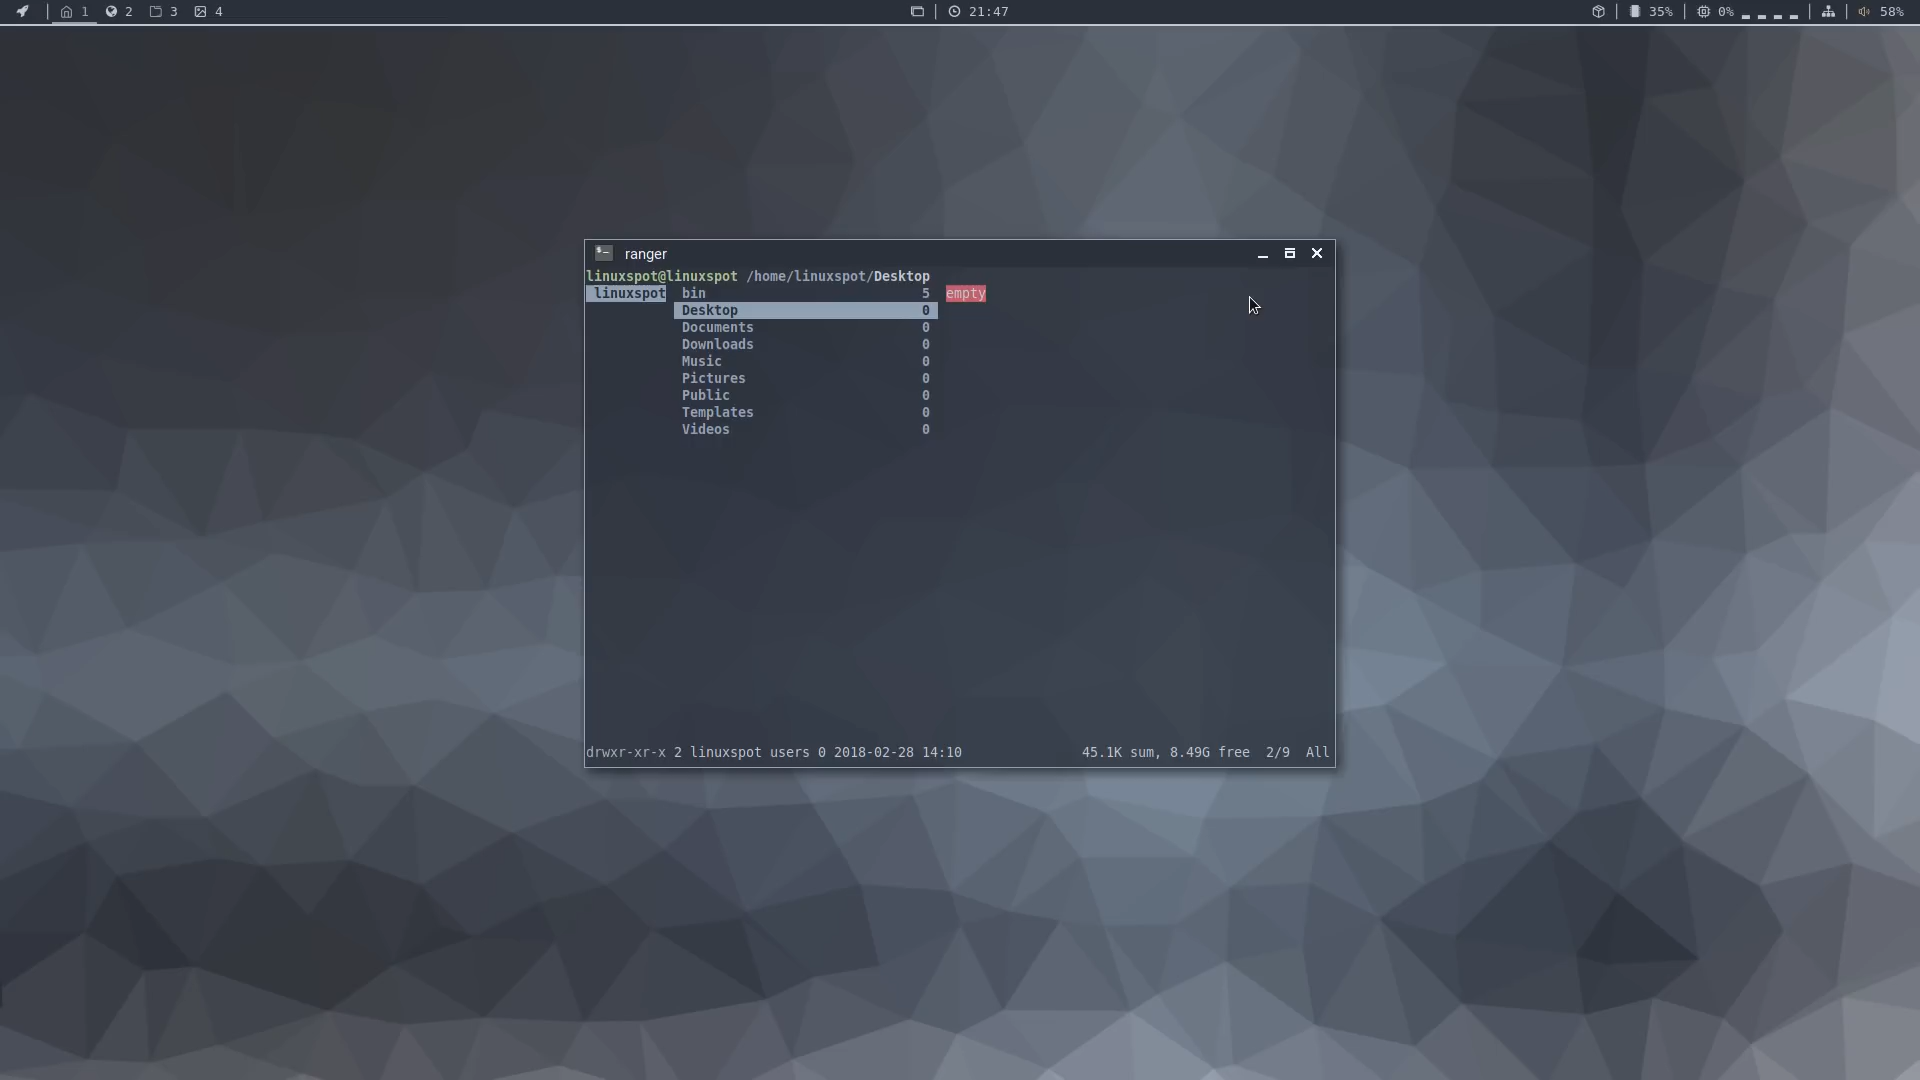 1 2 3 4 21:47 35% 0% 58%
ranger
linuxspot@linuxspot /home/linuxspot/Desktop
linuxspot bin 5 empty
Desktop 0
Documents 0
Downloads 0
Music 0
Pictures 0
Public 0
Templates 0
Videos 0
drwxr-xr-x 2 linuxspot users 0 2018-02-28 14:10 45.1K sum, 8.49G free 2/9 All